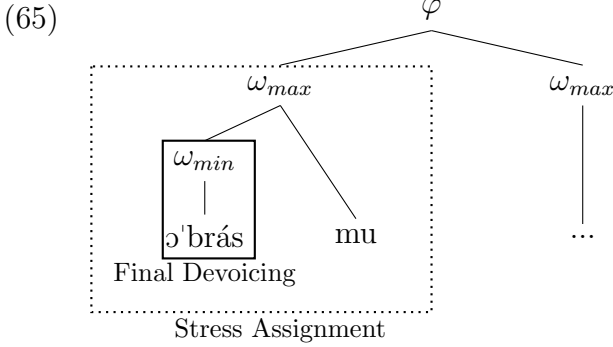 (65)
φ
ω_max ω_max
ω_min
ɔˈbrás mu ...
Final Devoicing
Stress Assignment